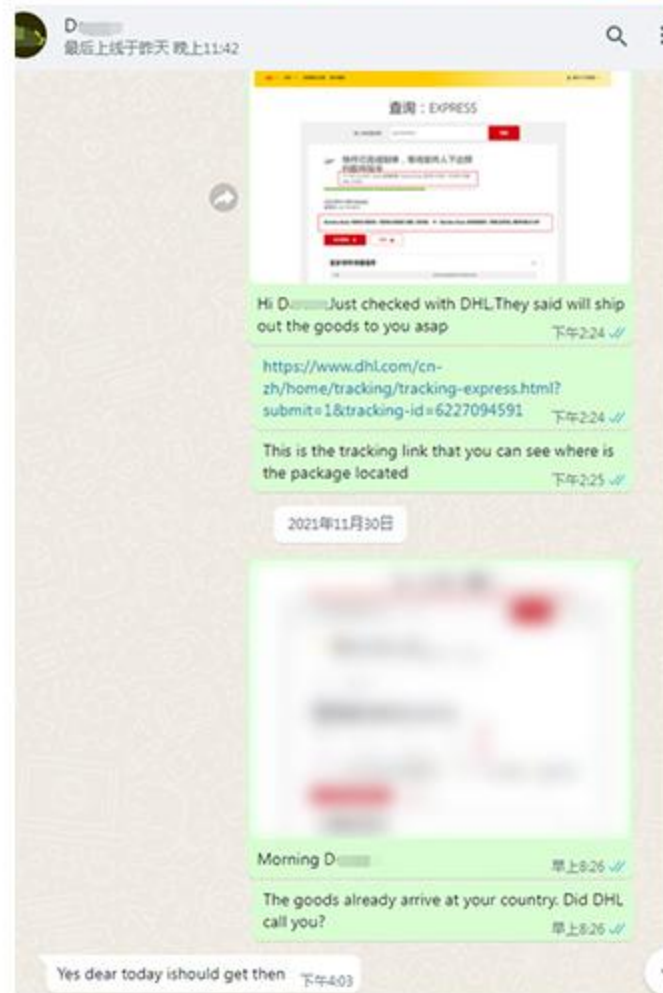 D
最后上线于昨天 晚上11:42
查询：EXPRESS
Hi D Just checked with DHL,They said will ship
out the goods to you asap
下午2:24
https://www.dhl.com/cn-
zh/home/tracking/tracking-express.html?
submit=1&tracking-id=6227094591
下午2:24
This is the tracking link that you can see where is
the package located
下午2:25
2021年11月30日
Morning D
早上8:26
The goods already arrive at your country. Did DHL
call you?
早上8:26
Yes dear today ishould get then
下午4:03